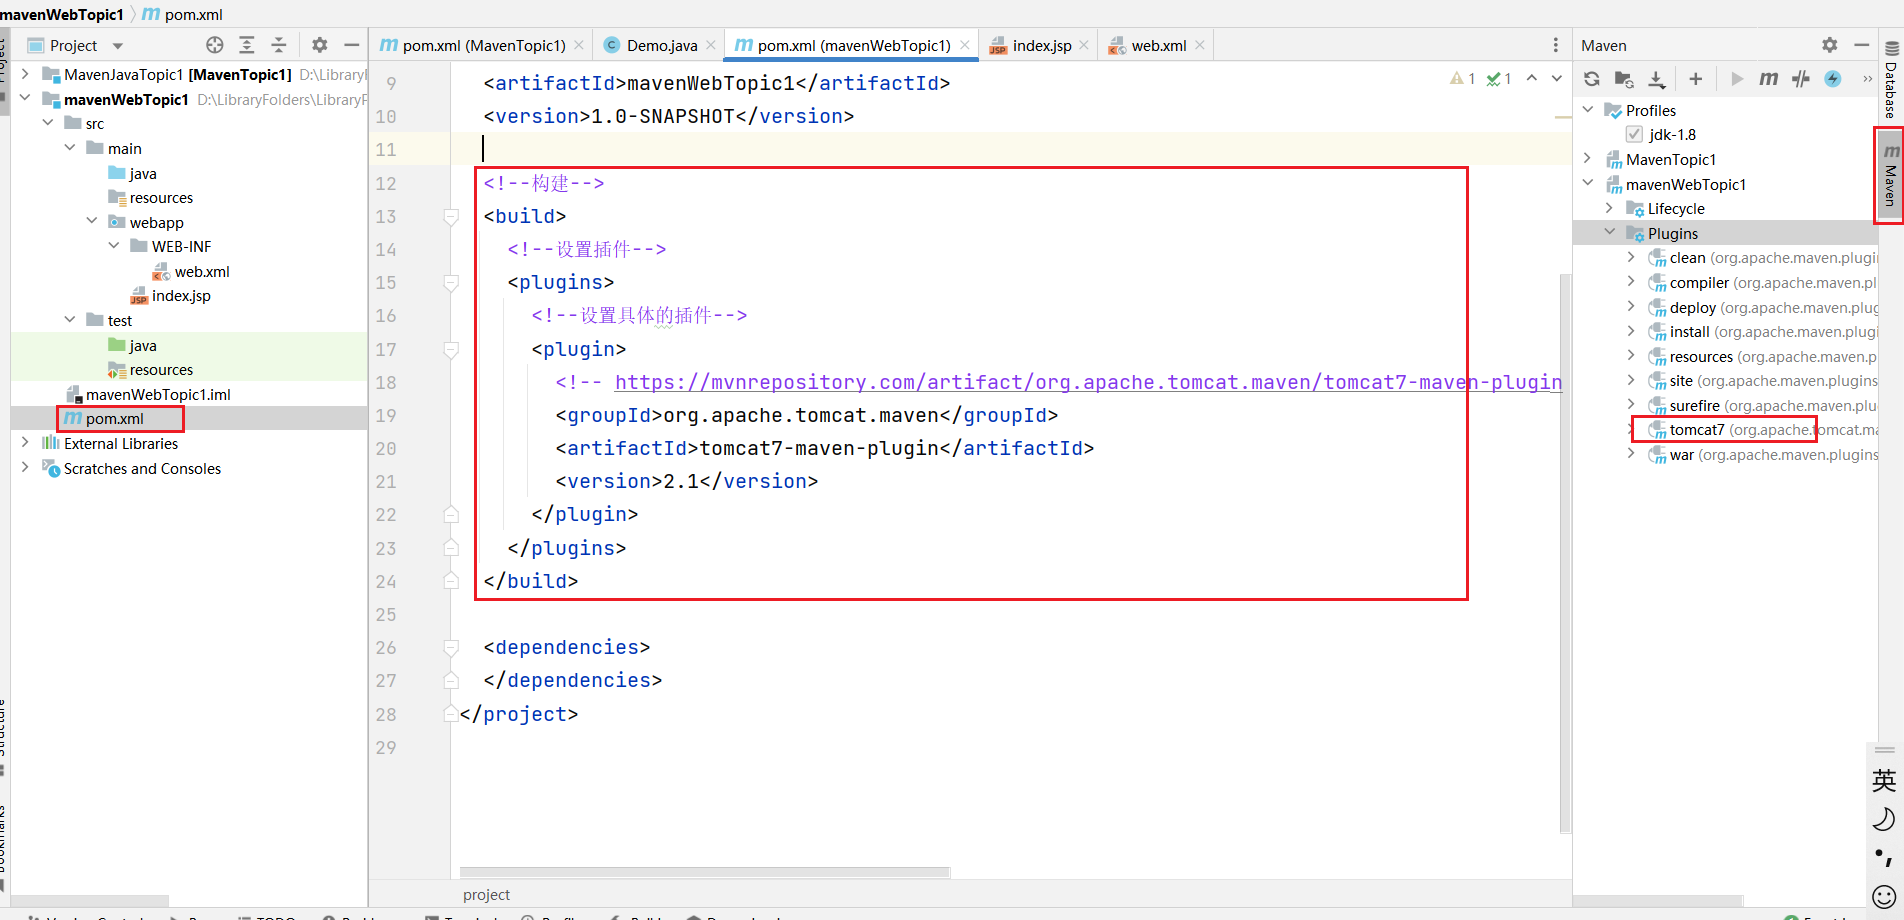 mavenWebTopic1 pom.xml
Project
pom.xml (MavenTopic1)
Demo.java
pom.xml (mavenWebTopic1)
index.jsp
web.xml
Maven
MavenJavaTopic1 [MavenTopic1] D:\Library
mavenWebTopic1 D:\LibraryFolders\Library
src
main
java
resources
webapp
WEB-INF
web.xml
index.jsp
test
java
resources
mavenWebTopic1.iml
pom.xml
External Libraries
Scratches and Consoles
1 1
9 <artifactId>mavenWebTopic1</artifactId>
10 <version>1.0-SNAPSHOT</version>
11
12 <!--构建-->
13 <build>
14 <!--设置插件-->
15 <plugins>
16 <!--设置具体的插件-->
17 <plugin>
18 <!-- https://mvnrepository.com/artifact/org.apache.tomcat.maven/tomcat7-maven-plugin
19 <groupId>org.apache.tomcat.maven</groupId>
20 <artifactId>tomcat7-maven-plugin</artifactId>
21 <version>2.1</version>
22 </plugin>
23 </plugins>
24 </build>
25
26 <dependencies>
27 </dependencies>
28 </project>
29
project
Profiles
jdk-1.8
MavenTopic1
mavenWebTopic1
Lifecycle
Plugins
clean (org.apache.maven.plugi
compiler (org.apache.maven.pl
deploy (org.apache.maven.plug
install (org.apache.maven.plugi
resources (org.apache.maven.p
site (org.apache.maven.plugins
surefire (org.apache.maven.plu
tomcat7 (org.apache.tomcat.ma
war (org.apache.maven.plugins
Database
Maven
英